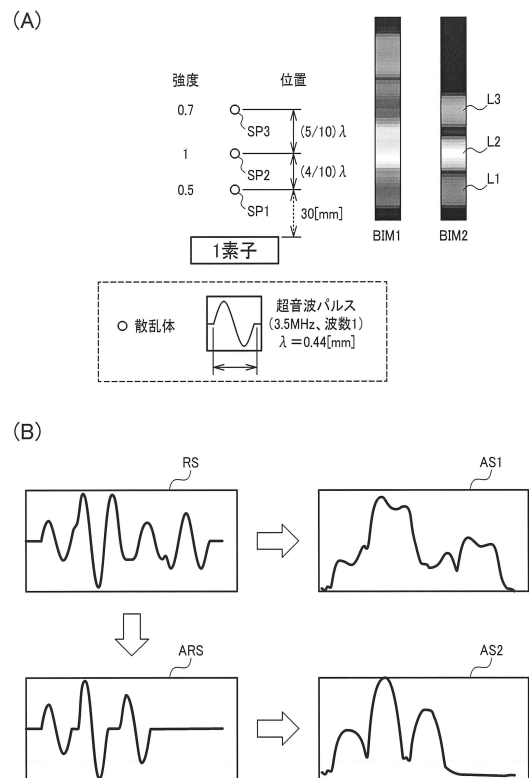 (A)
強度
位置
0.7
SP3
(5/10)λ
1
SP2
(4/10)λ
0.5
SP1
30[mm]
1素子
BIM1
BIM2
L3
L2
L1
散乱体
超音波パルス
(3.5MHz、波数1)
λ=0.44[mm]
(B)
RS
AS1
ARS
AS2